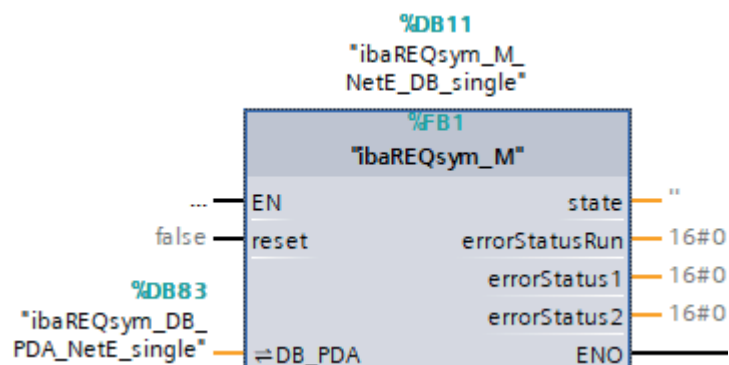 %DB11
"ibaREQsym_M_
NetE_DB_single"
%FB1
"ibaREQsym_M"
... EN state ''
false reset errorStatusRun 16#0
errorStatus1 16#0
%DB83
errorStatus2 16#0
"ibaREQsym_DB_
PDA_NetE_single" ⇌DB_PDA ENO